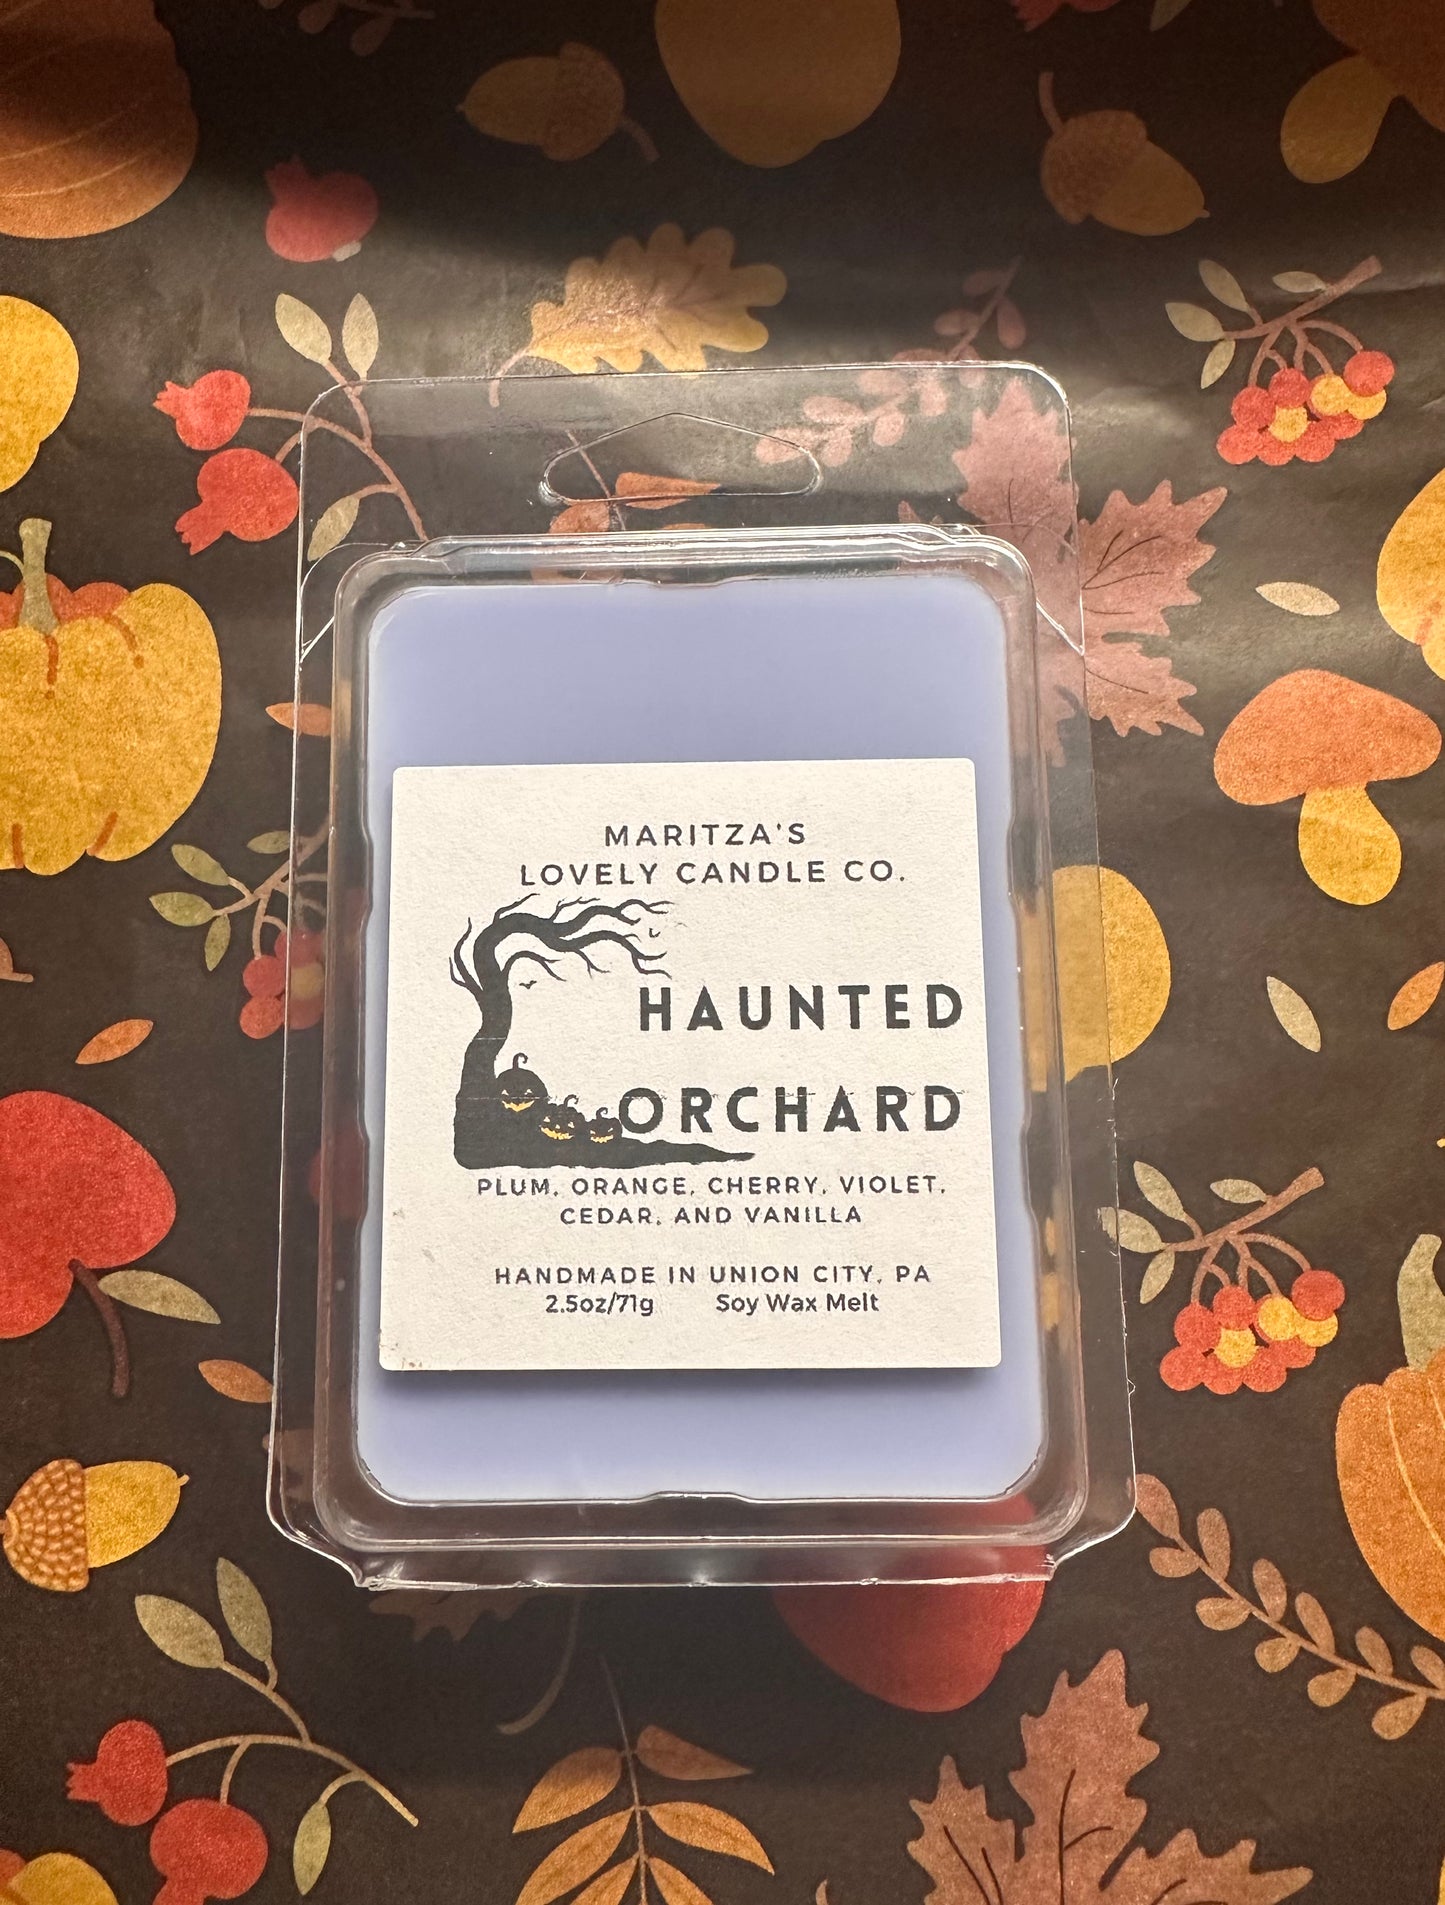 MARITZA'S
LOVELY CANDLE CO.
HAUNTED
ORCHARD
PLUM, ORANGE, CHERRY, VIOLET,
CEDAR, AND VANILLA
HANDMADE IN UNION CITY, PA
2.5oz/71g Soy Wax Melt